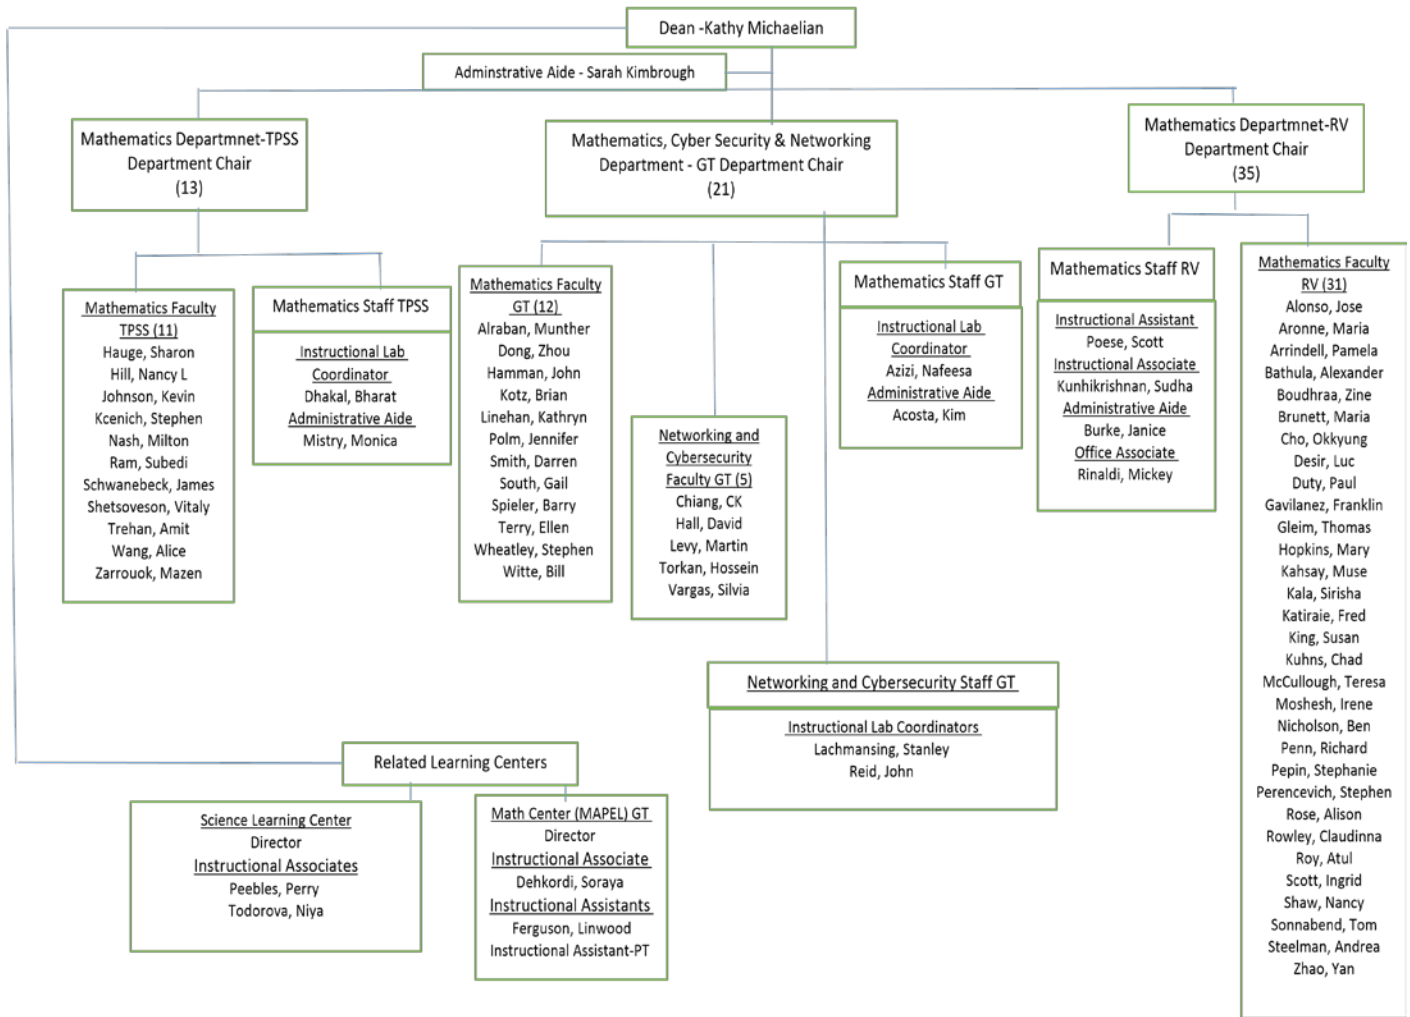 Dean -Kathy Michaelian
Adminstrative Aide - Sarah Kimbrough
Mathematics Departmnet-TPSS
Department Chair
(13)
Mathematics, Cyber Security & Networking
Department - GT Department Chair
(21)
Mathematics Departmnet-RV
Department Chair
(35)
Mathematics Faculty
TPSS (11)
Hauge, Sharon
Hill, Nancy L
Johnson, Kevin
Kcenich, Stephen
Nash, Milton
Ram, Subedi
Schwanebeck, James
Shetsoveson, Vitaly
Trehan, Amit
Wang, Alice
Zarrouok, Mazen
Mathematics Staff TPSS
Instructional Lab
Coordinator
Dhakal, Bharat
Administrative Aide
Mistry, Monica
Mathematics Faculty
GT (12)
Alraban, Munther
Dong, Zhou
Hamman, John
Kotz, Brian
Linehan, Kathryn
Polm, Jennifer
Smith, Darren
South, Gail
Spieler, Barry
Terry, Ellen
Wheatley, Stephen
Witte, Bill
Networking and
Cybersecurity
Faculty GT (5)
Chiang, CK
Hall, David
Levy, Martin
Torkan, Hossein
Vargas, Silvia
Mathematics Staff GT
Instructional Lab
Coordinator
Azizi, Nafeesa
Administrative Aide
Acosta, Kim
Mathematics Staff RV
Instructional Assistant
Poese, Scott
Instructional Associate
Kunhikrishnan, Sudha
Administrative Aide
Burke, Janice
Office Associate
Rinaldi, Mickey
Mathematics Faculty
RV (31)
Alonso, Jose
Aronne, Maria
Arrindell, Pamela
Bathula, Alexander
Boudhraa, Zine
Brunett, Maria
Cho, Okkyung
Desir, Luc
Duty, Paul
Gavilanez, Franklin
Gleim, Thomas
Hopkins, Mary
Kahsay, Muse
Kala, Sirisha
Katiraie, Fred
King, Susan
Kuhns, Chad
McCullough, Teresa
Moshesh, Irene
Nicholson, Ben
Penn, Richard
Pepin, Stephanie
Perencevich, Stephen
Rose, Alison
Rowley, Claudinna
Roy, Atul
Scott, Ingrid
Shaw, Nancy
Sonnabend, Tom
Steelman, Andrea
Zhao, Yan
Networking and Cybersecurity Staff GT
Instructional Lab Coordinators
Lachmansing, Stanley
Reid, John
Related Learning Centers
Science Learning Center
Director
Instructional Associates
Peebles, Perry
Todorova, Niya
Math Center (MAPEL) GT
Director
Instructional Associate
Dehkordi, Soraya
Instructional Assistants
Ferguson, Linwood
Instructional Assistant-PT